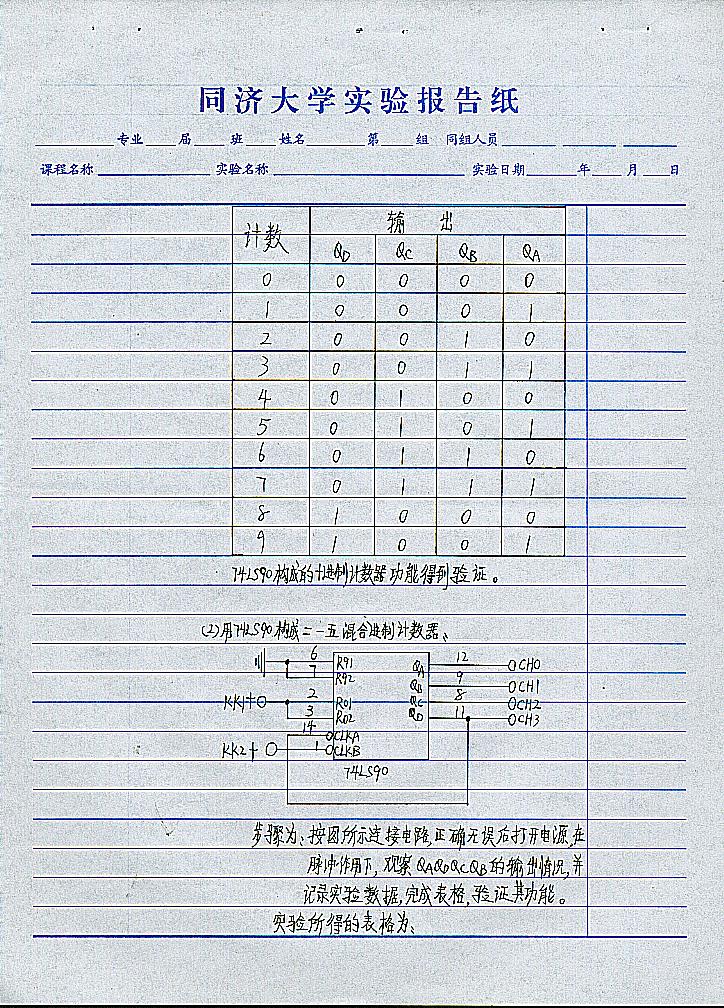 同济大学实验报告纸
专业 届 班 姓名 第 组 同组人员
课程名称 实验名称 实验日期 年 月 日
计数 输出
QD QC QB QA
0 0 0 0 0
1 0 0 0 1
2 0 0 1 0
3 0 0 1 1
4 0 1 0 0
5 0 1 0 1
6 0 1 1 0
7 0 1 1 1
8 1 0 0 0
9 1 0 0 1
74LS90构成的十进制计数器功能得到验证。
(2)用74LS90构成二一五混合进制计数器、
6 R91 QA 12 CH0
7 R92 QB 9 CH1
KK1+ 2 R01 QC 8 CH2
3 R02 QD 11 CH3
14 CLKA
KK2+ 1 CLKB
74LS90
步骤为、按图所示连接电路,正确无误后打开电源,在
脉冲作用下,观察QAQDQCQB的输出情况,并
记录实验数据,完成表格,验证其功能。
实验所得的表格为、